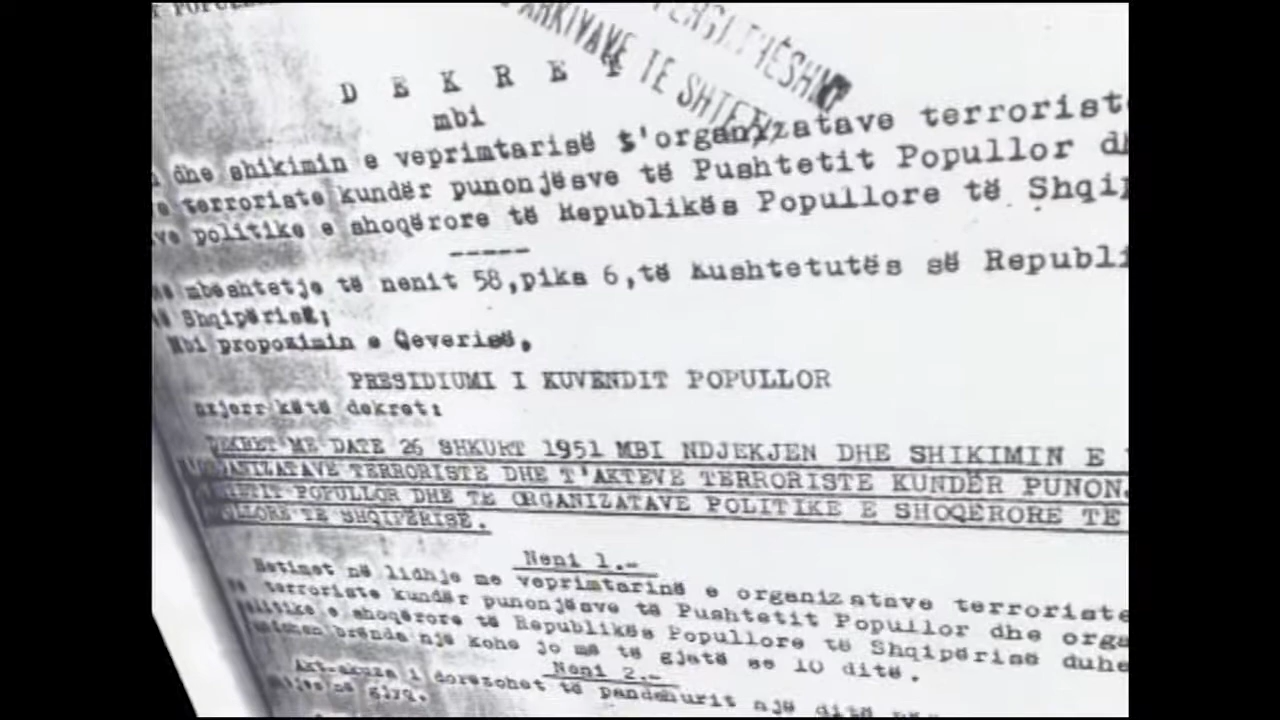 ARKIVAVE TE SHTETIT
D E K R E T
mbi
dhe shikimin e veprimtarisë t'organizatave terroriste
terroriste kundër punonjësve të Pushtetit Popullor
politike e shoqërore të Republikës Popullore të Shqip
mbështetje të nenit 58,pika 6,të Kushtetutës së Republi
Shqipërisë;
Mbi propozimin e Qeverisë,
PRESIDIUMI I KUVENDIT POPULLOR
nxjerr këtë dekret:
DEKRET ME DATE 26 SHKURT 1951 MBI NDJEKJEN DHE SHIKIMIN E
ORGANIZATAVE TERRORISTE DHE T'AKTEVE TERRORISTE KUNDËR PUNON
POPULLOR DHE TE ORGANIZATAVE POLITIKE E SHOQËRORE TE
TE SHQIPËRISË.
Neni 1.-
Hetimet në lidhje me veprimtarinë e organizatave terroriste
terroriste kundër punonjësve të Pushtetit Popullor dhe orga
politike e shoqërore të Republikës Popullore të Shqipërisë duhe
brënda një kohe jo më të gjatë se 10 ditë.
Neni 2.-
Akt-akuza i dorëzohet të pandehurit një ditë
gjyq.